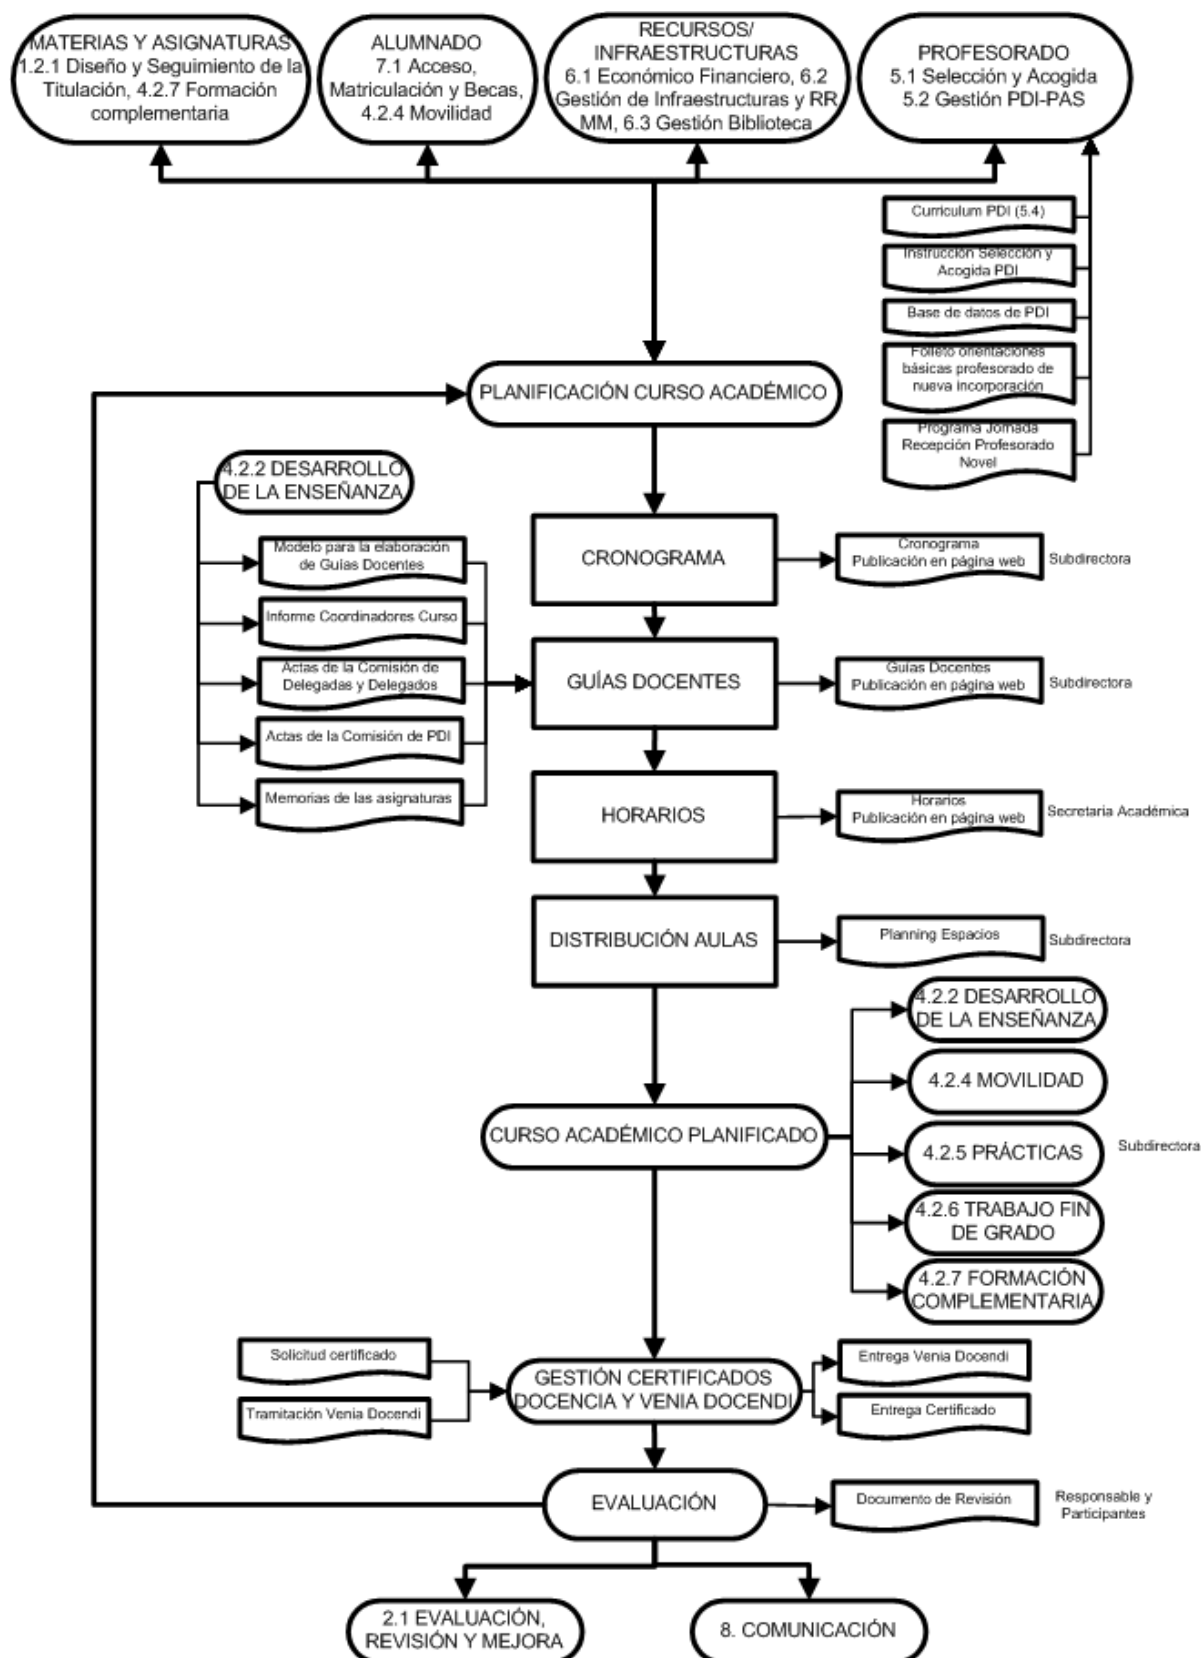 MATERIAS Y ASIGNATURAS
1.2.1 Diseño y Seguimiento de la
Titulación, 4.2.7 Formación
complementaria
ALUMNADO
7.1 Acceso,
Matriculación y Becas,
4.2.4 Movilidad
RECURSOS/
INFRAESTRUCTURAS
6.1 Económico Financiero, 6.2
Gestión de Infraestructuras y RR
MM, 6.3 Gestión Biblioteca
PROFESORADO
5.1 Selección y Acogida
5.2 Gestión PDI-PAS
Curriculum PDI (5.4)
Instrucción Selección y
Acogida PDI
Base de datos de PDI
Folleto orientaciones
básicas profesorado de
nueva incorporación
Programa Jornada
Recepción Profesorado
Novel
PLANIFICACIÓN CURSO ACADÉMICO
4.2.2 DESARROLLO
DE LA ENSEÑANZA
Modelo para la elaboración
de Guías Docentes
Informe Coordinadores Curso
Actas de la Comisión de
Delegadas y Delegados
Actas de la Comisión de PDI
Memorias de las asignaturas
CRONOGRAMA
Cronograma
Publicación en página web
Subdirectora
GUÍAS DOCENTES
Guías Docentes
Publicación en página web
Subdirectora
HORARIOS
Horarios
Publicación en página web
Secretaria Académica
DISTRIBUCIÓN AULAS
Planning Espacios
Subdirectora
CURSO ACADÉMICO PLANIFICADO
4.2.2 DESARROLLO
DE LA ENSEÑANZA
4.2.4 MOVILIDAD
4.2.5 PRÁCTICAS
Subdirectora
4.2.6 TRABAJO FIN
DE GRADO
4.2.7 FORMACIÓN
COMPLEMENTARIA
Solicitud certificado
Tramitación Venia Docendi
GESTIÓN CERTIFICADOS
DOCENCIA Y VENIA DOCENDI
Entrega Venia Docendi
Entrega Certificado
EVALUACIÓN
Documento de Revisión
Responsable y
Participantes
2.1 EVALUACIÓN,
REVISIÓN Y MEJORA
8. COMUNICACIÓN